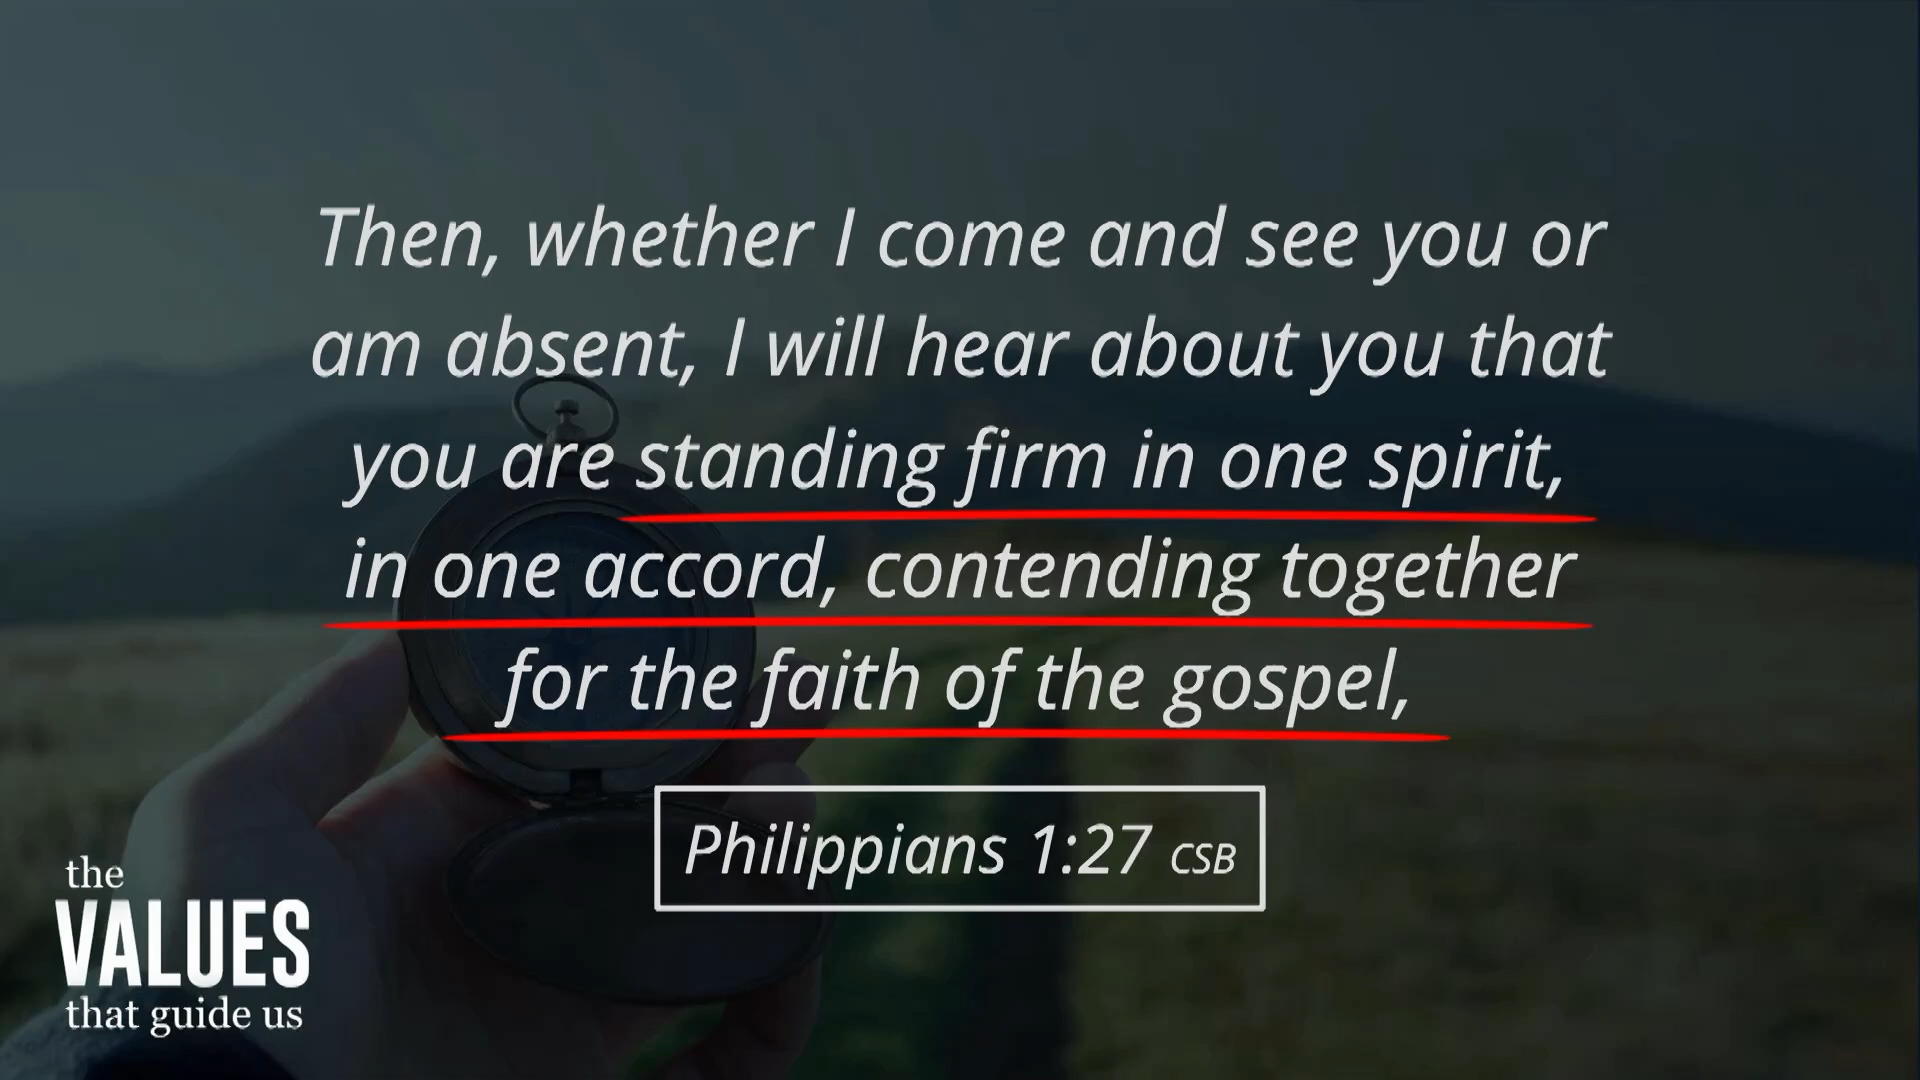 Then, whether I come and see you or
am absent, I will hear about you that
you are standing firm in one spirit,
in one accord, contending together
for the faith of the gospel,
Philippians 1:27 CSB
the
VALUES
that guide us